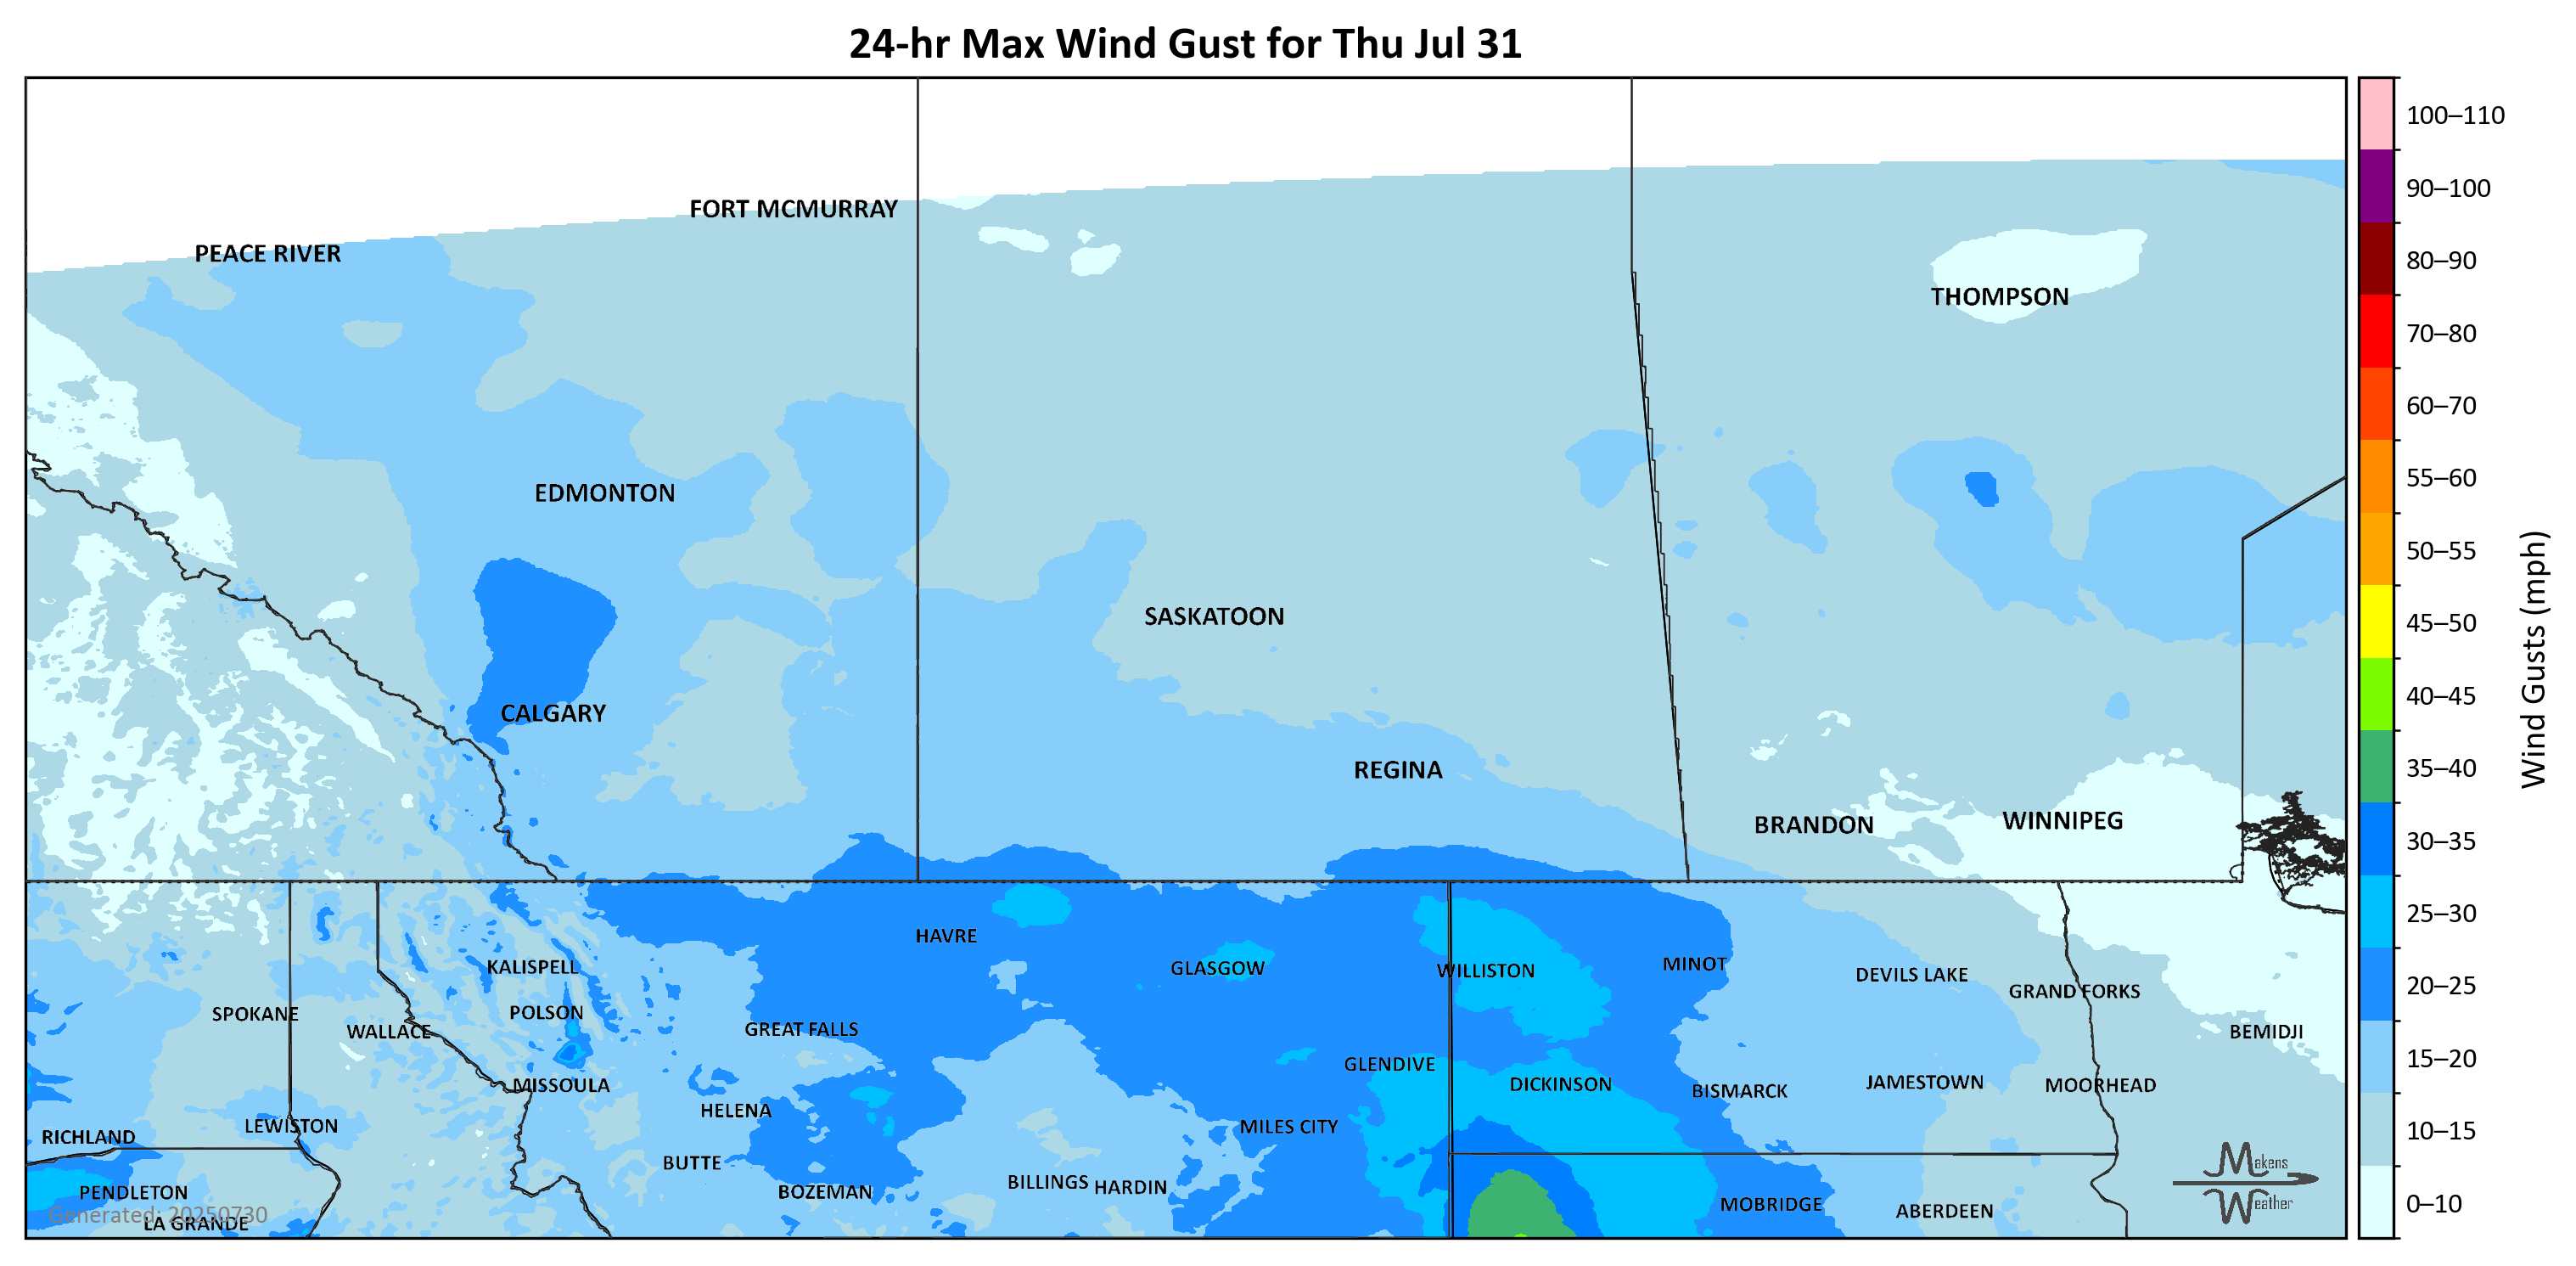 24-hr Max Wind Gust for Thu Jul 31
100–110
FORT MCMURRAY
90–100
PEACE RIVER
80–90
THOMPSON
70–80
60–70
EDMONTON
55–60
50–55
SASKATOON
45–50
Wind Gusts (mph)
CALGARY
40–45
REGINA
35–40
BRANDON
WINNIPEG
30–35
25–30
HAVRE
KALISPELL
GLASGOW
WILLISTON
MINOT
DEVILS LAKE
20–25
GRAND FORKS
SPOKANE
POLSON
WALLACE
GREAT FALLS
BEMIDJI
15–20
GLENDIVE
MISSOULA
DICKINSON
BISMARCK
JAMESTOWN
MOORHEAD
HELENA
LEWISTON
MILES CITY
10–15
RICHLAND
BUTTE
Makens
Weather
PENDLETON
BOZEMAN
BILLINGS
HARDIN
MOBRIDGE
ABERDEEN
0–10
Generated: 20250730
LA GRANDE